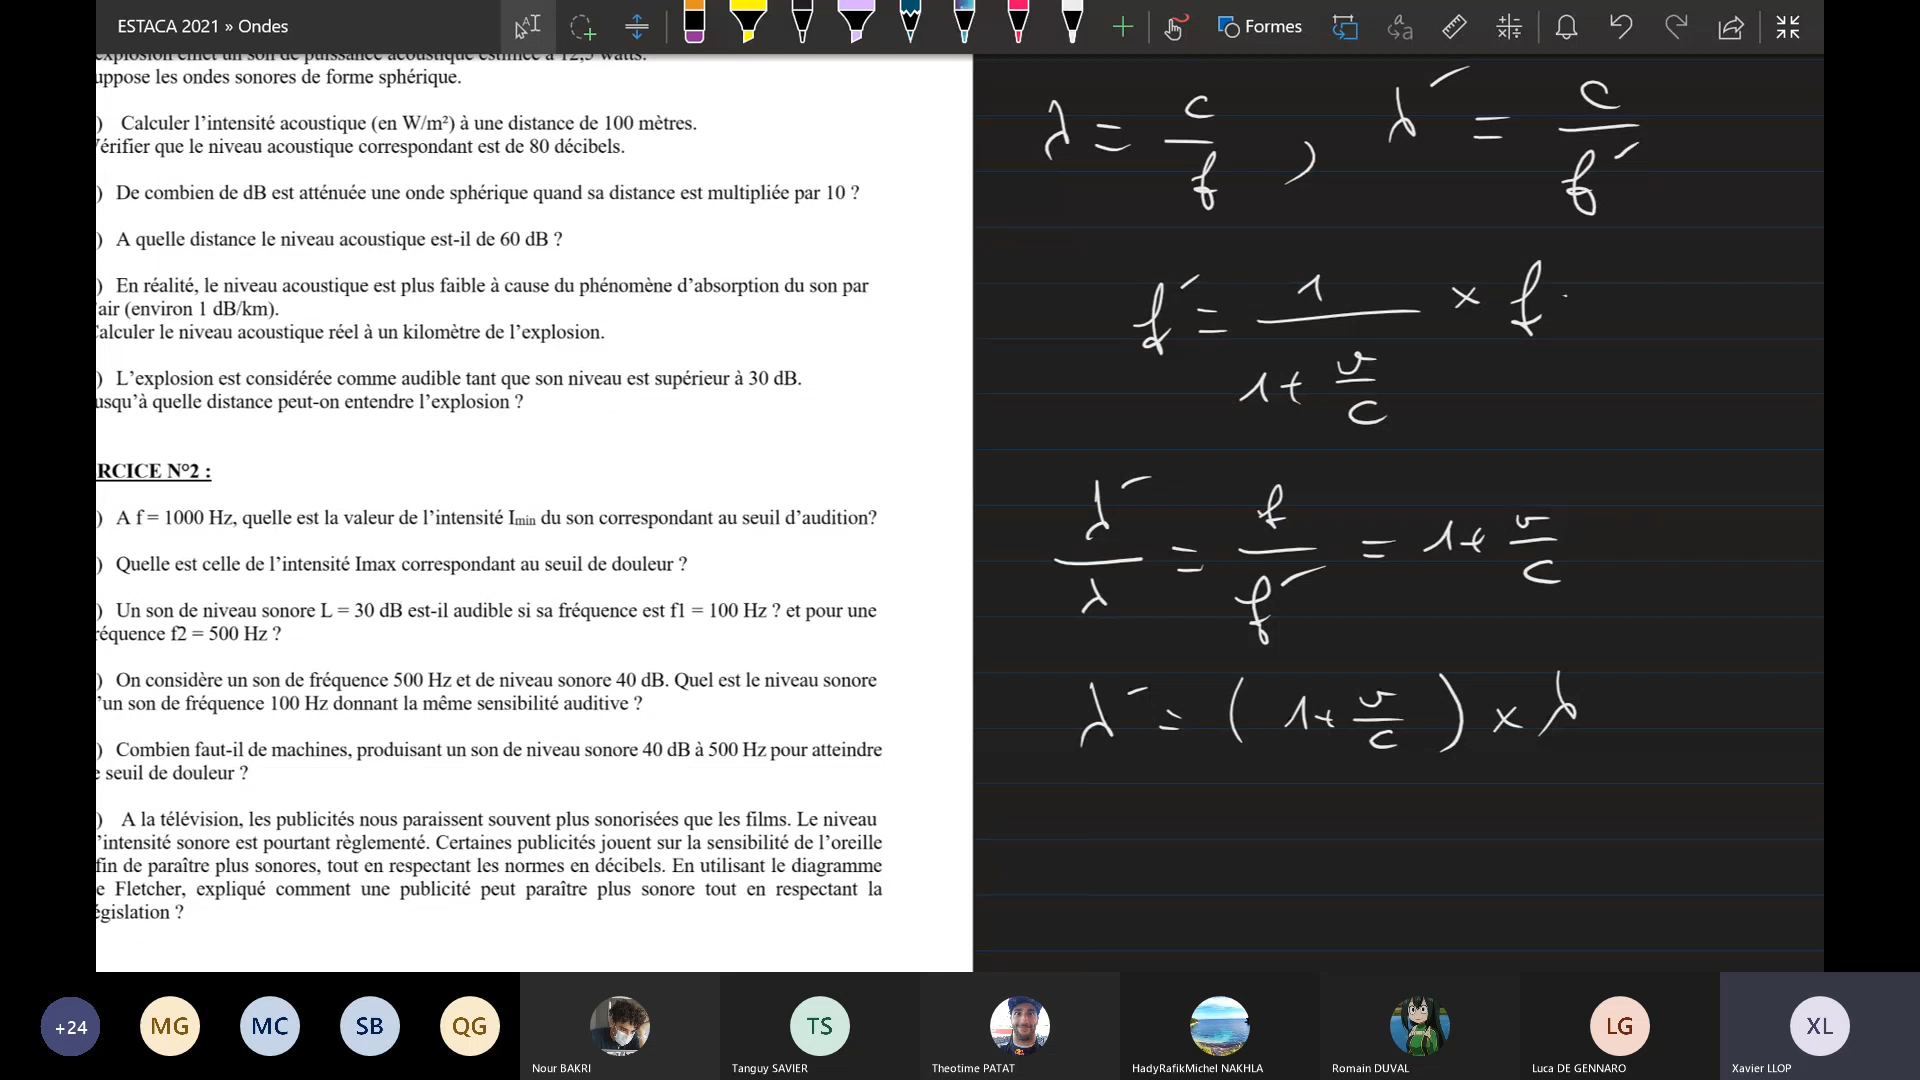 ESTACA 2021 » Ondes
Formes
explosion émet un son de puissance acoustique estimée à 12,5 watts.
uppose les ondes sonores de forme sphérique.
) Calculer l’intensité acoustique (en W/m²) à une distance de 100 mètres.
Vérifier que le niveau acoustique correspondant est de 80 décibels.
) De combien de dB est atténuée une onde sphérique quand sa distance est multipliée par 10 ?
) A quelle distance le niveau acoustique est-il de 60 dB ?
) En réalité, le niveau acoustique est plus faible à cause du phénomène d’absorption du son par
’air (environ 1 dB/km).
Calculer le niveau acoustique réel à un kilomètre de l’explosion.
) L’explosion est considérée comme audible tant que son niveau est supérieur à 30 dB.
usqu’à quelle distance peut-on entendre l’explosion ?
RCICE N°2 :
) A f = 1000 Hz, quelle est la valeur de l’intensité Imin du son correspondant au seuil d’audition?
) Quelle est celle de l’intensité Imax correspondant au seuil de douleur ?
) Un son de niveau sonore L = 30 dB est-il audible si sa fréquence est f1 = 100 Hz ? et pour une
réquence f2 = 500 Hz ?
) On considère un son de fréquence 500 Hz et de niveau sonore 40 dB. Quel est le niveau sonore
’un son de fréquence 100 Hz donnant la même sensibilité auditive ?
) Combien faut-il de machines, produisant un son de niveau sonore 40 dB à 500 Hz pour atteindre
e seuil de douleur ?
) A la télévision, les publicités nous paraissent souvent plus sonorisées que les films. Le niveau
’intensité sonore est pourtant règlementé. Certaines publicités jouent sur la sensibilité de l’oreille
fin de paraître plus sonores, tout en respectant les normes en décibels. En utilisant le diagramme
e Fletcher, expliqué comment une publicité peut paraître plus sonore tout en respectant la
égislation ?
λ = c/f , λ' = c/f'
f' = 1/(1 + v/c) × f
λ'/λ = f/f' = 1 + v/c
λ' = (1 + v/c) × λ
+24
MG
MC
SB
QG
TS
LG
XL
Nour BAKRI
Tanguy SAVIER
Theotime PATAT
HadyRafikMichel NAKHLA
Romain DUVAL
Luca DE GENNARO
Xavier LLOP